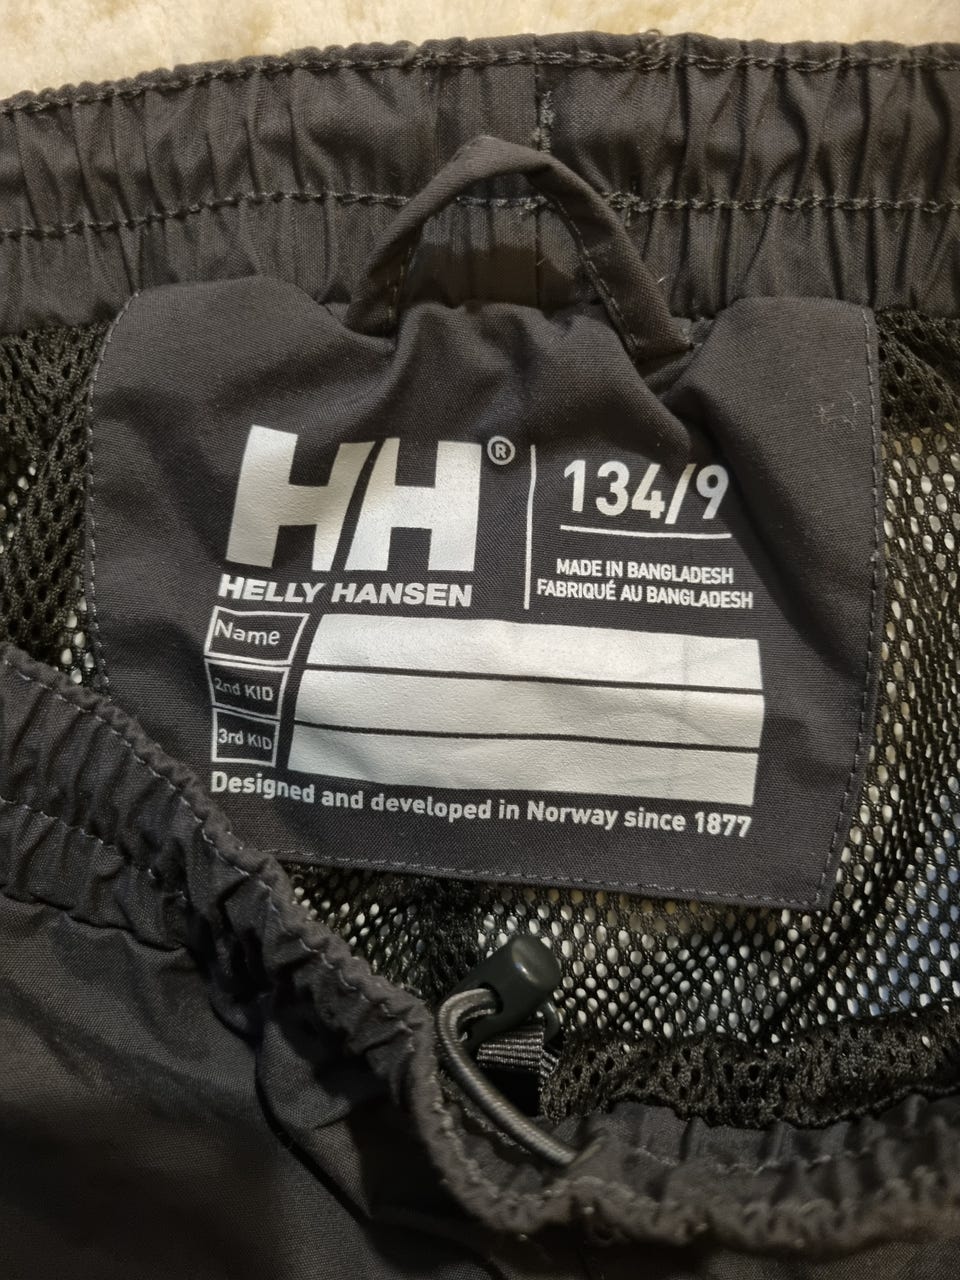 HH®
HELLY HANSEN
134/9
MADE IN BANGLADESH
FABRIQUÉ AU BANGLADESH
Name
2nd KID
3rd KID
Designed and developed in Norway since 1877